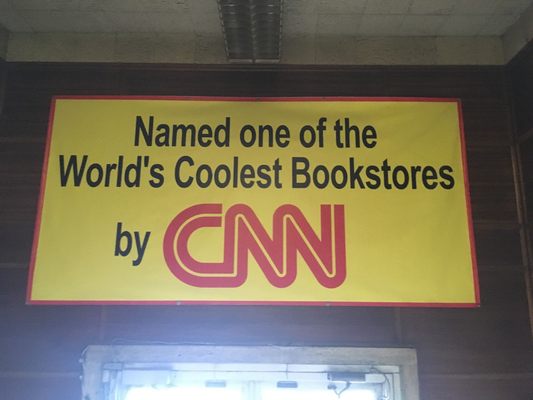 Named one of the
World's Coolest Bookstores
by CNN